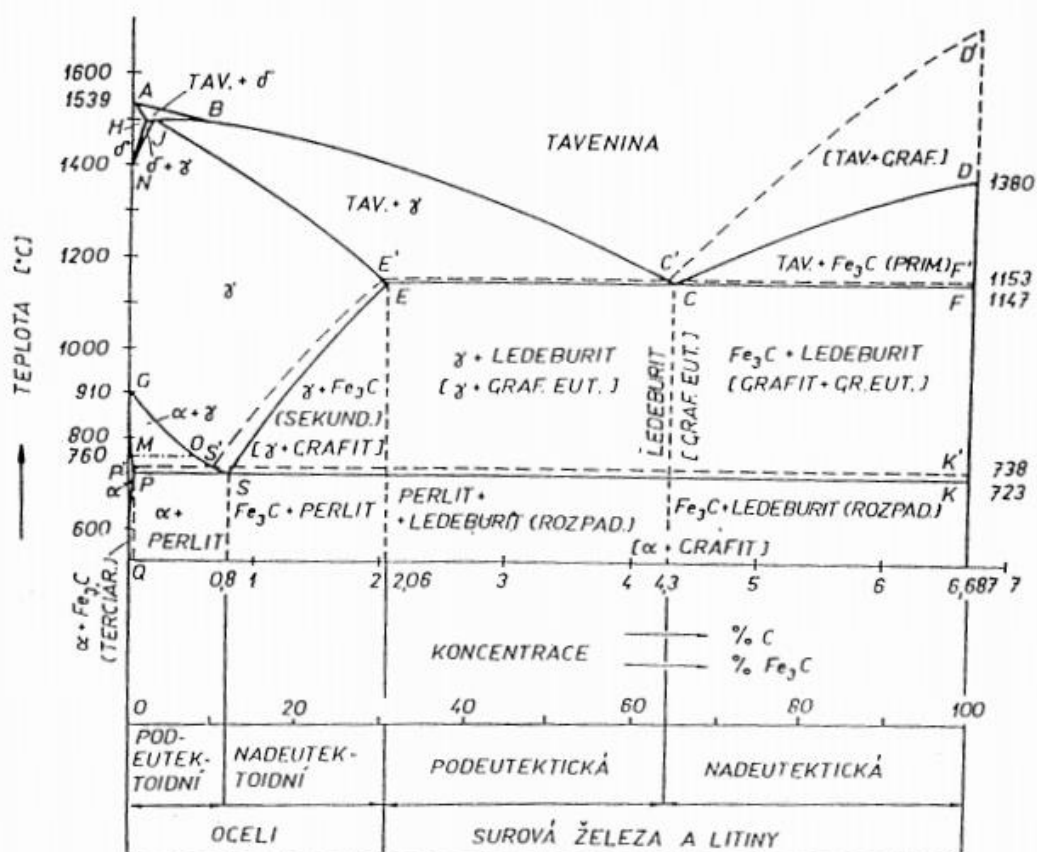 1600
1539
1400
1200
1000
910
800
760
600
TEPLOTA [°C]
A
TAV. + δ
B
H
J
δ
δ + γ
N
TAVENINA
D'
[TAV.+GRAF.]
D
1380
TAV. + γ
E'
C'
TAV. + Fe3C (PRIM.)
F'
1153
E
C
F
1147
γ
γ + LEDEBURIT
[γ + GRAF. EUT.]
LEDEBURIT
[GRAF. EUT.]
Fe3C + LEDEBURIT
[GRAFIT + GR.EUT.]
G
α + γ
γ + Fe3C
(SEKUND.)
[γ + GRAFIT]
M
O
S'
P'
P
S
K'
738
K
723
α
α +
PERLIT
Fe3C + PERLIT
PERLIT +
+ LEDEBURIT (ROZPAD.)
Fe3C + LEDEBURIT (ROZPAD.)
[α + GRAFIT]
Q
0,8
1
2
2,06
3
4
4,3
5
6
6,687
7
α + Fe3C
(TERCIÁR.)
KONCENTRACE
% C
% Fe3C
0
20
40
60
80
100
POD-
EUTEK-
TOIDNÍ
NADEUTEK-
TOIDNÍ
PODEUTEKTICKÁ
NADEUTEKTICKÁ
OCELI
SUROVÁ ŽELEZA A LITINY